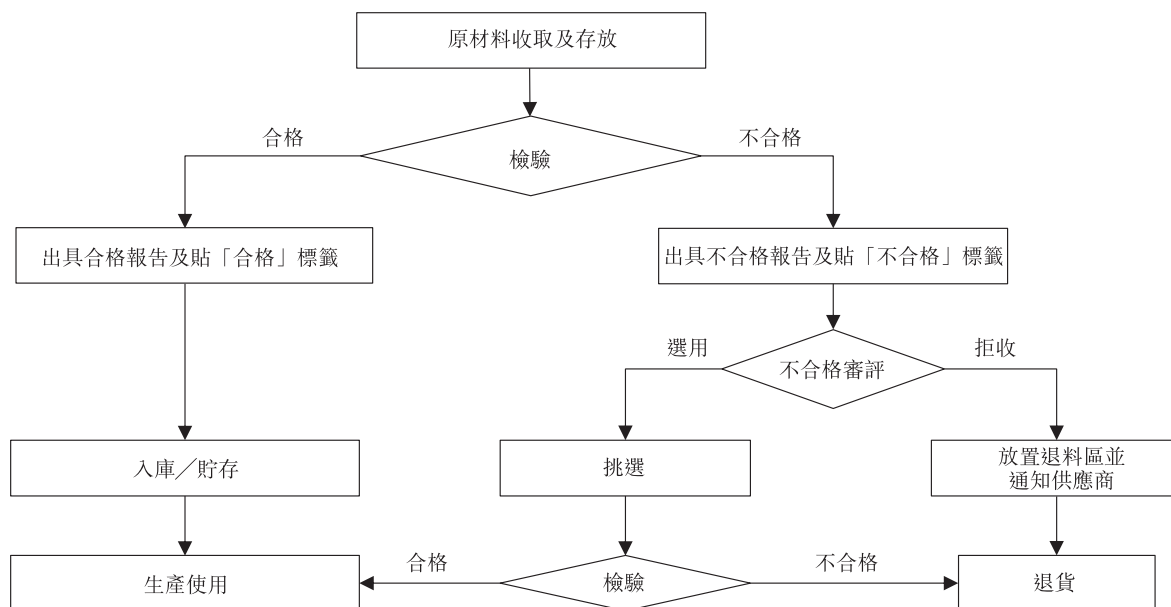 原材料收取及存放
合格
不合格
檢驗
出具合格報告及貼「合格」標籤
出具不合格報告及貼「不合格」標籤
選用
拒收
不合格審評
入庫／貯存
挑選
放置退料區並
通知供應商
合格
不合格
生產使用
檢驗
退貨